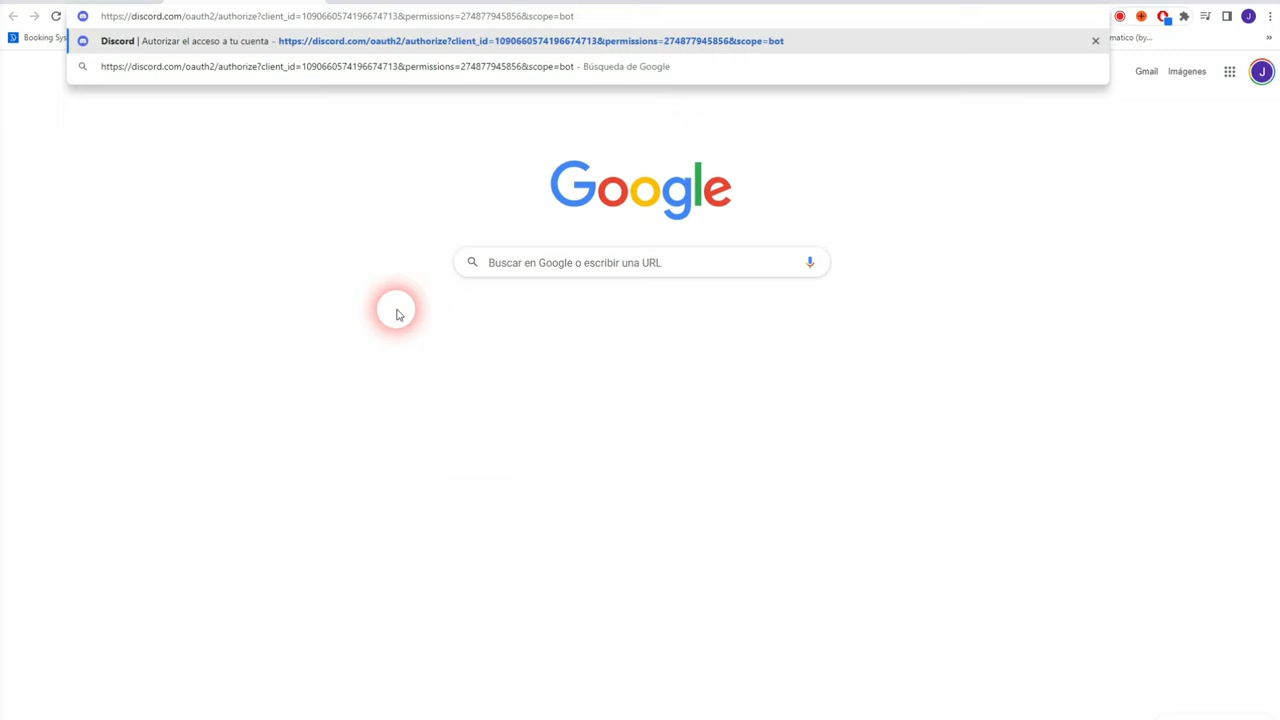 https://discord.com/oauth2/authorize?client_id=1090660574196674713&permissions=274877945856&scope=bot
J
Discord | Autorizar el acceso a tu cuenta - https://discord.com/oauth2/authorize?client_id=1090660574196674713&permissions=274877945856&scope=bot
Booking Sys
matico (by...
https://discord.com/oauth2/authorize?client_id=1090660574196674713&permissions=274877945856&scope=bot - Búsqueda de Google
Gmail Imágenes J
Google
Buscar en Google o escribir una URL